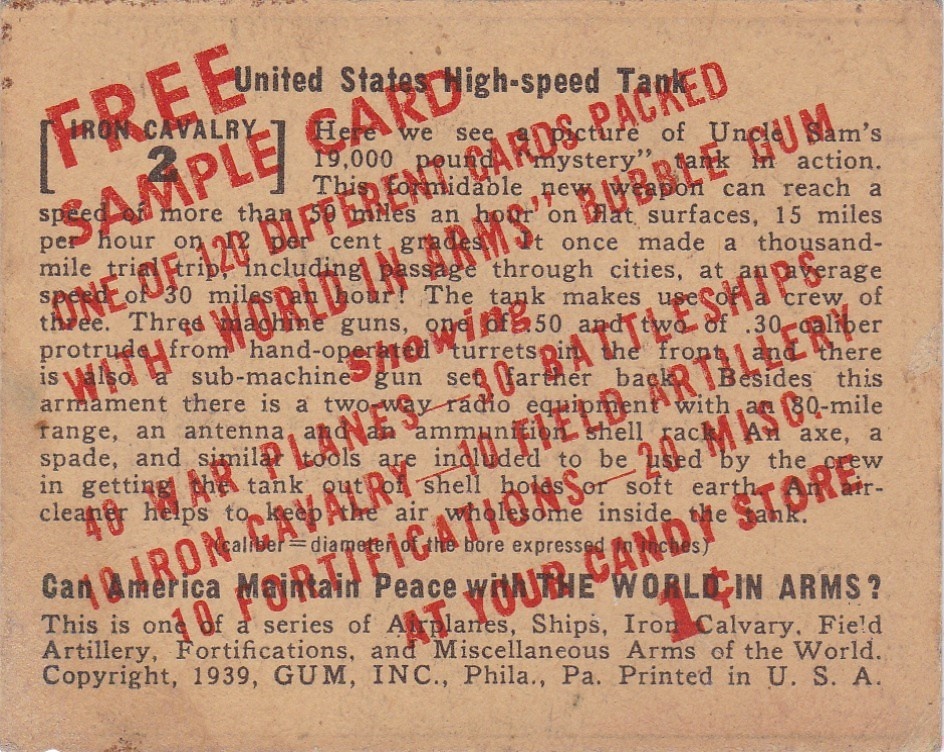 United States High-speed Tank
[IRON CAVALRY
2]
Here we see a picture of Uncle Sam's
19,000 pound "mystery" tank in action.
This formidable new weapon can reach a
speed of more than 50 miles an hour on flat surfaces, 15 miles
per hour on 12 per cent grades. It once made a thousand-
mile trial trip, including passage through cities, at an average
speed of 30 miles an hour! The tank makes use of a crew of
three. Three machine guns, one of .50 and two of .30 caliber
protrude from hand-operated turrets in the front, and there
is also a sub-machine gun set farther back. Besides this
armament there is a two-way radio equipment with an 80-mile
range, an antenna and an ammunition shell rack. An axe, a
spade, and similar tools are included to be used by the crew
in getting the tank out of shell holes or soft earth. An air-
cleaner helps to keep the air wholesome inside the tank.
(caliber=diameter of the bore expressed in inches)
Can America Maintain Peace with THE WORLD IN ARMS?
This is one of a series of Airplanes, Ships, Iron Calvary, Field
Artillery, Fortifications, and Miscellaneous Arms of the World.
Copyright, 1939, GUM, INC., Phila., Pa. Printed in U. S. A.
FREE
SAMPLE CARD
ONE OF 120 DIFFERENT CARDS PACKED
WITH "WORLD IN ARMS" BUBBLE GUM
showing
40 WAR PLANES—30 BATTLESHIPS
10 IRON CAVALRY—10 FIELD ARTILLERY
10 FORTIFICATIONS—20 MISC.
AT YOUR CANDY STORE
1¢